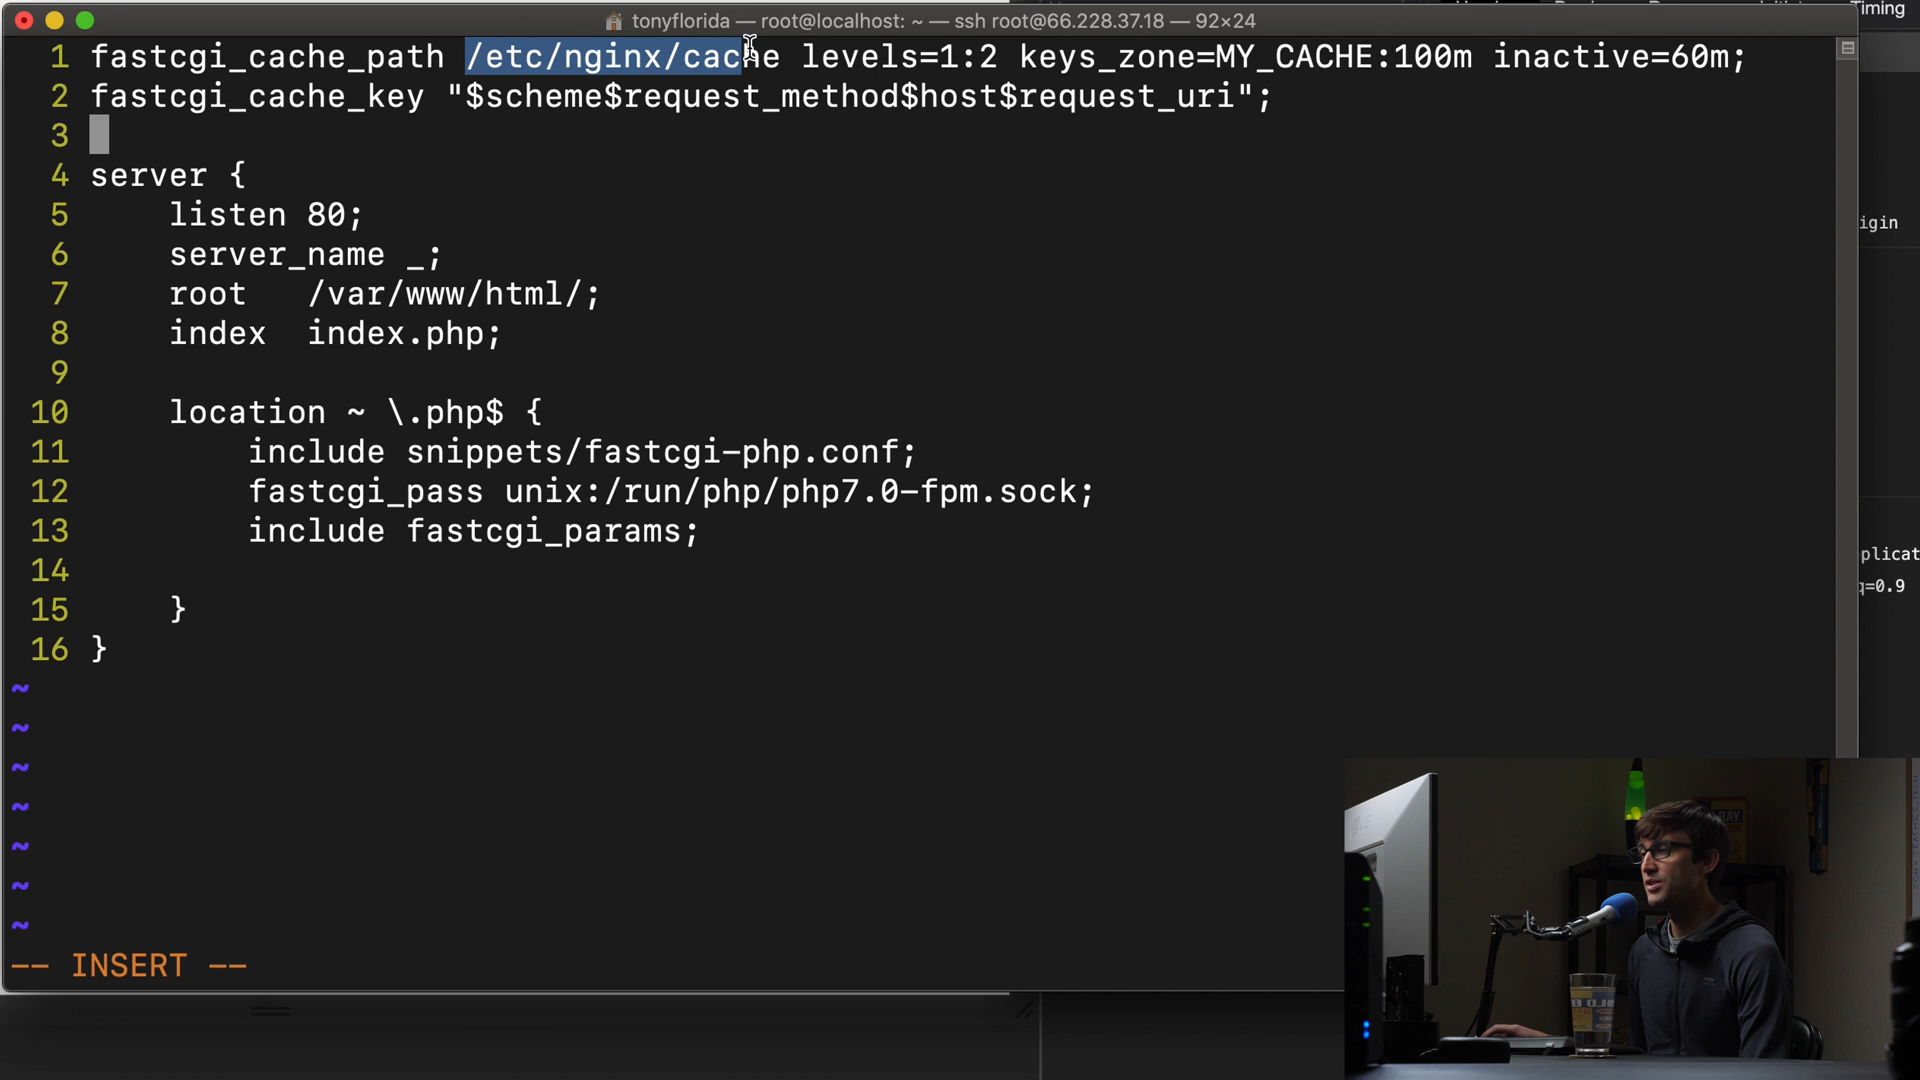 tonyflorida — root@localhost: ~ — ssh root@66.228.37.18 — 92×24
Timing
1 fastcgi_cache_path /etc/nginx/cache levels=1:2 keys_zone=MY_CACHE:100m inactive=60m;
2 fastcgi_cache_key "$scheme$request_method$host$request_uri";
3
4 server {
5 listen 80;
igin
6 server_name _;
7 root /var/www/html/;
8 index index.php;
9
10 location ~ \.php$ {
11 include snippets/fastcgi-php.conf;
12 fastcgi_pass unix:/run/php/php7.0-fpm.sock;
13 include fastcgi_params;
plicat
14
q=0.9
15 }
16 }
~
~
~
~
~
~
~
-- INSERT --